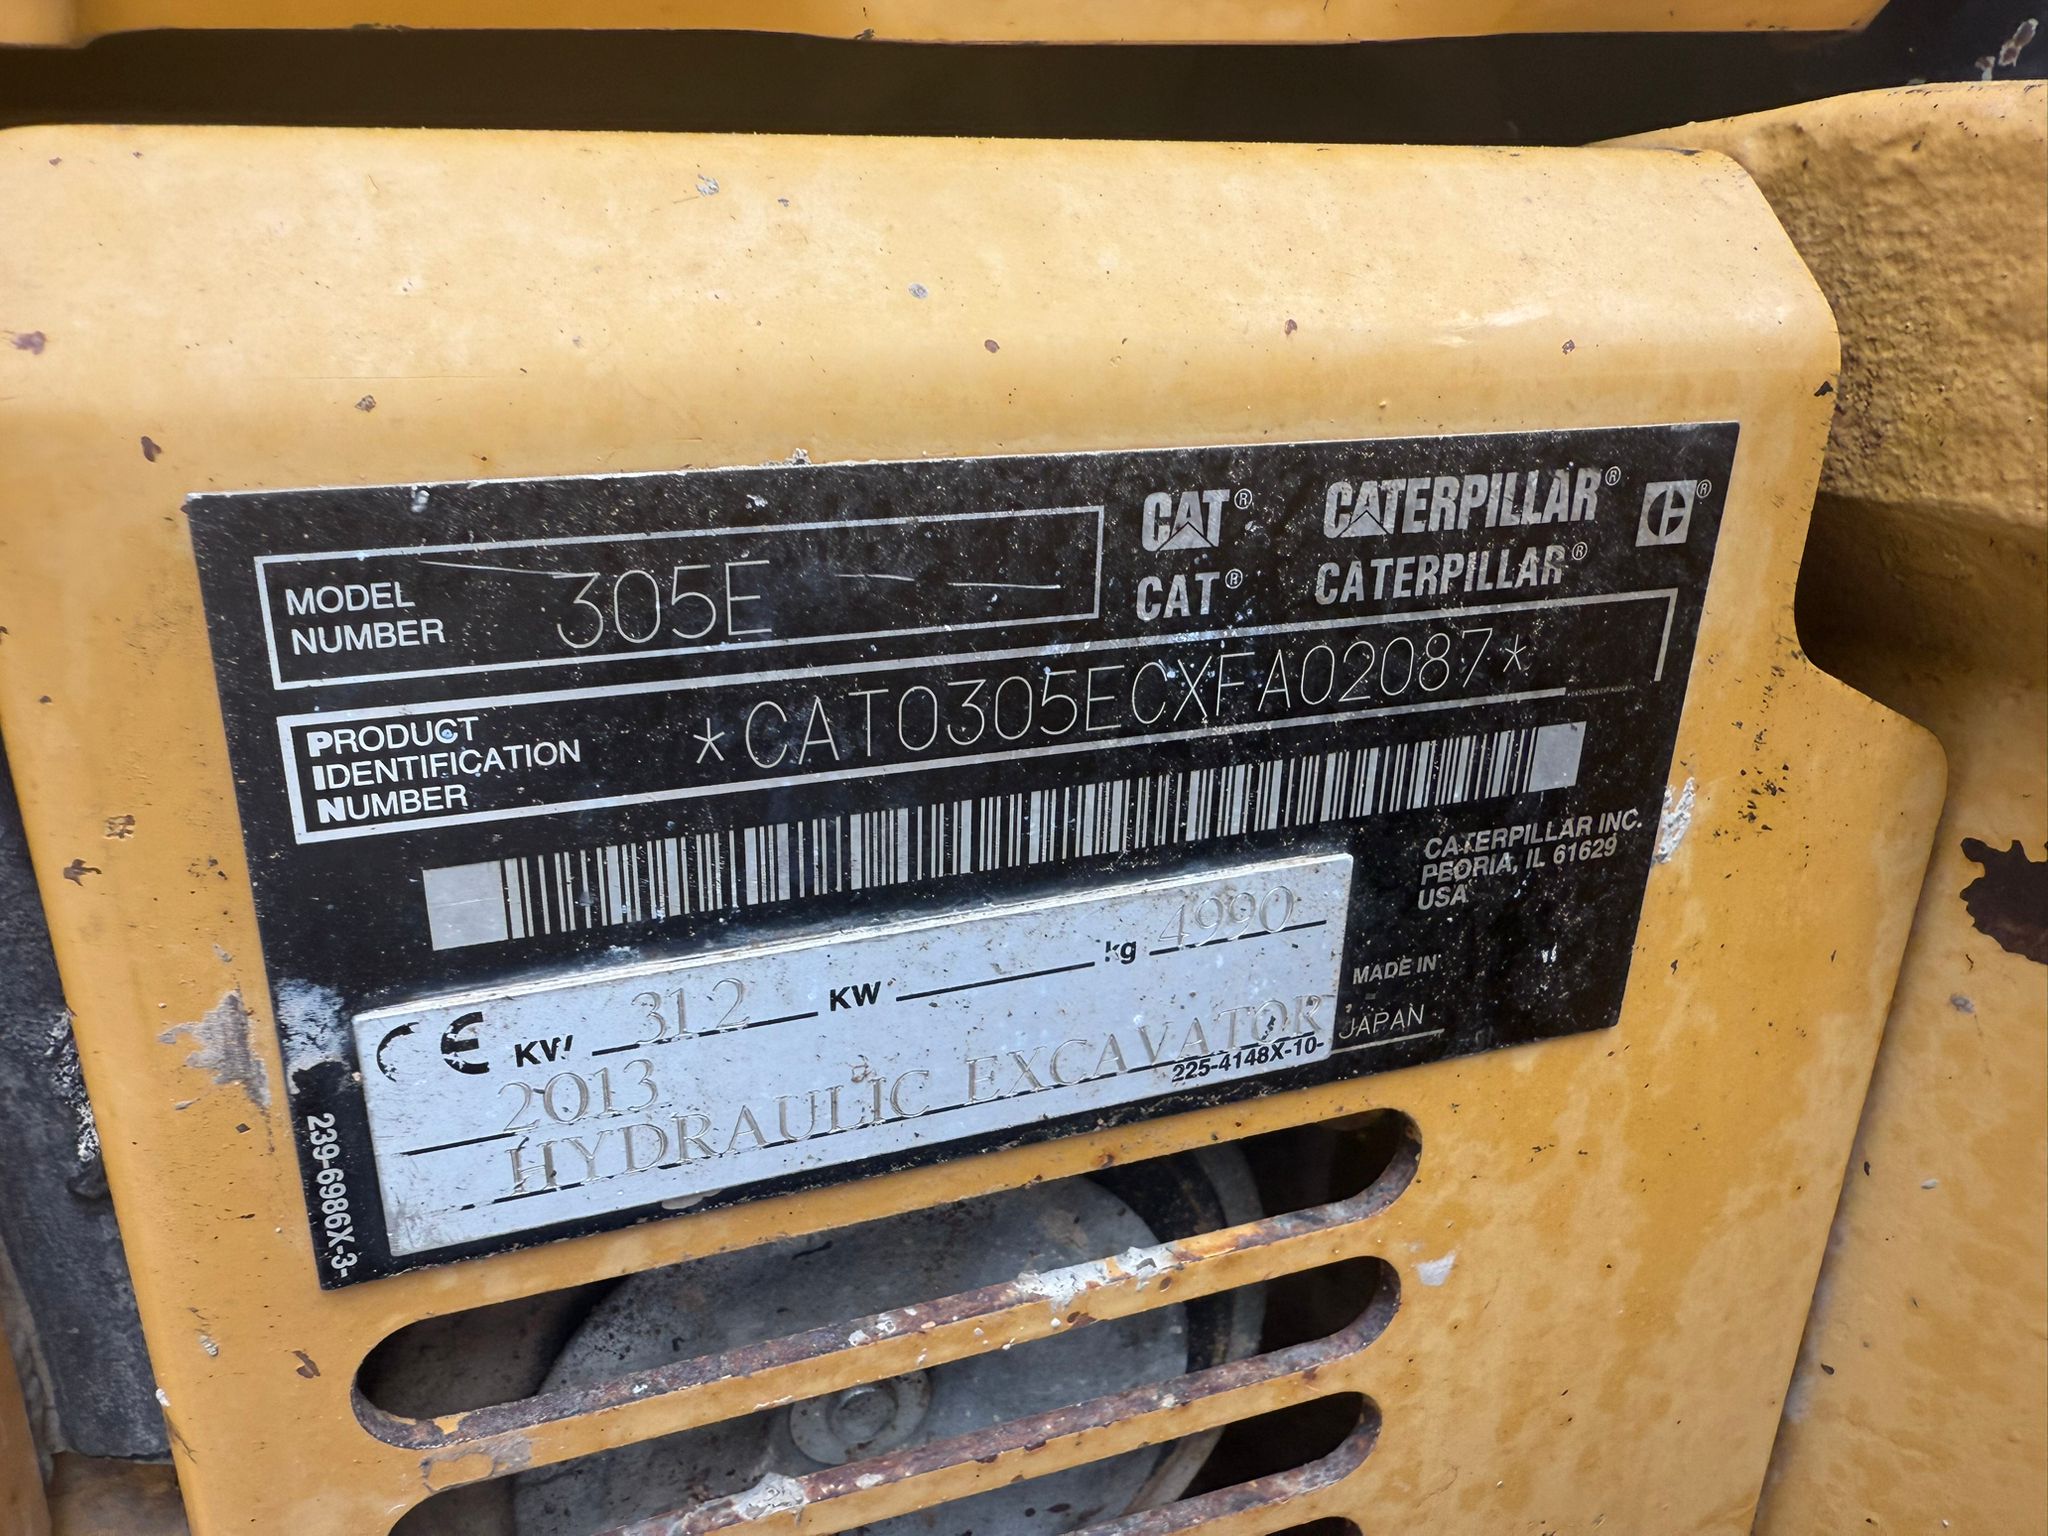 MODEL NUMBER 305E
CAT® CATERPILLAR® C®
CAT® CATERPILLAR®
PRODUCT IDENTIFICATION NUMBER *CAT0305ECXFA02087*
CATERPILLAR INC.
PEORIA, IL 61629
USA
CE KW 31.2 KW kg 4990
2013
HYDRAULIC EXCAVATOR
225-4148X-10-
MADE IN
JAPAN
239-6986X-3-